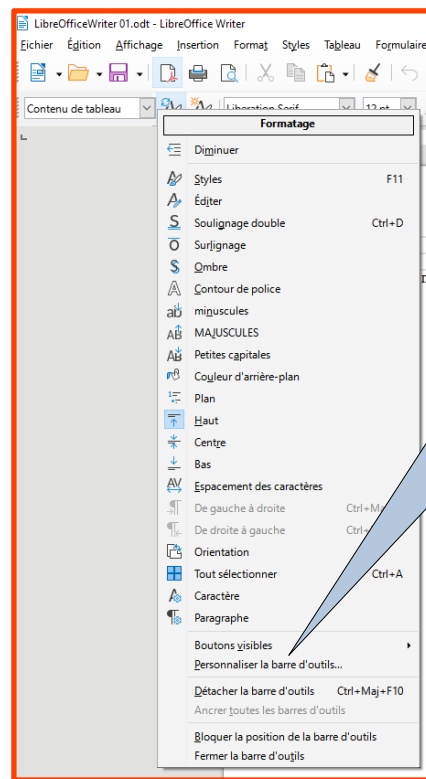 LibreOfficeWriter 01.odt - LibreOffice Writer
Eichier Édition Affichage Insertion Format Styles Tableau Formulaire
Contenu de tableau Liberation Serif 12 pt
Formatage
Diminuer
Styles F11
Éditer
Soulignage double Ctrl+D
Surlignage
Ombre
Contour de police
minuscules
MAJUSCULES
Petites capitales
Couleur d'arrière-plan
Plan
Haut
Centre
Bas
Espacement des caractères
De gauche à droite Ctrl+M
De droite à gauche Ctrl+
Orientation
Tout sélectionner Ctrl+A
Caractère
Paragraphe
Boutons visibles
Personnaliser la barre d'outils...
Détacher la barre d'outils Ctrl+Maj+F10
Ancrer toutes les barres d'outils
Bloquer la position de la barre d'outils
Fermer la barre d'outils